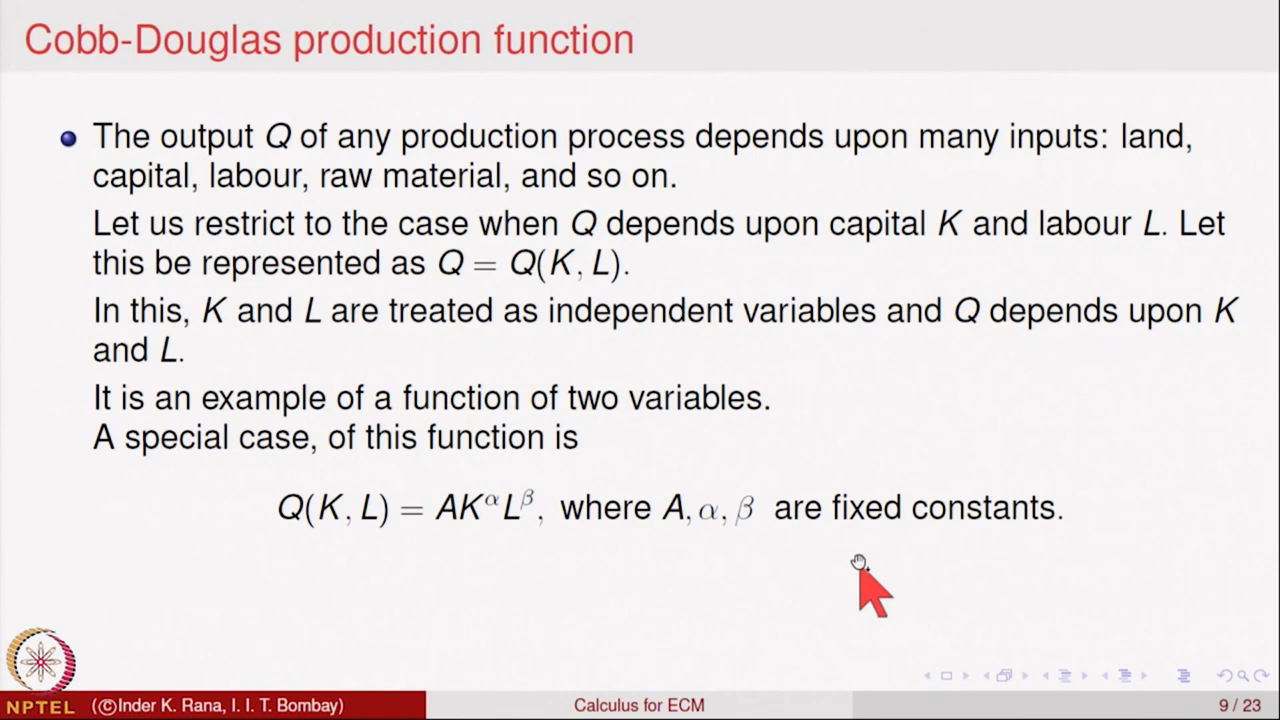 Cobb-Douglas production function
The output Q of any production process depends upon many inputs: land,
capital, labour, raw material, and so on.
Let us restrict to the case when Q depends upon capital K and labour L. Let
this be represented as Q = Q(K, L).
In this, K and L are treated as independent variables and Q depends upon K
and L.
It is an example of a function of two variables.
A special case, of this function is
Q(K, L) = AK^α L^β, where A, α, β are fixed constants.
NPTEL (©Inder K. Rana, I. I. T. Bombay) Calculus for ECM 9 / 23